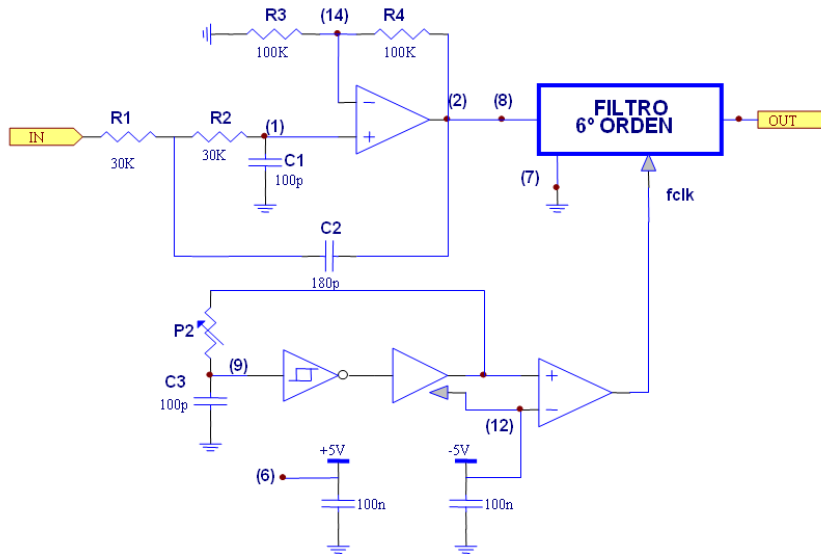 R3
(14)
R4
100K
100K
IN
R1
30K
R2
30K
(1)
C1
100p
-
+
(2)
(8)
FILTRO
6º ORDEN
OUT
(7)
fclk
C2
180p
P2
(9)
C3
100p
+
-
(12)
(6)
+5V
100n
-5V
100n